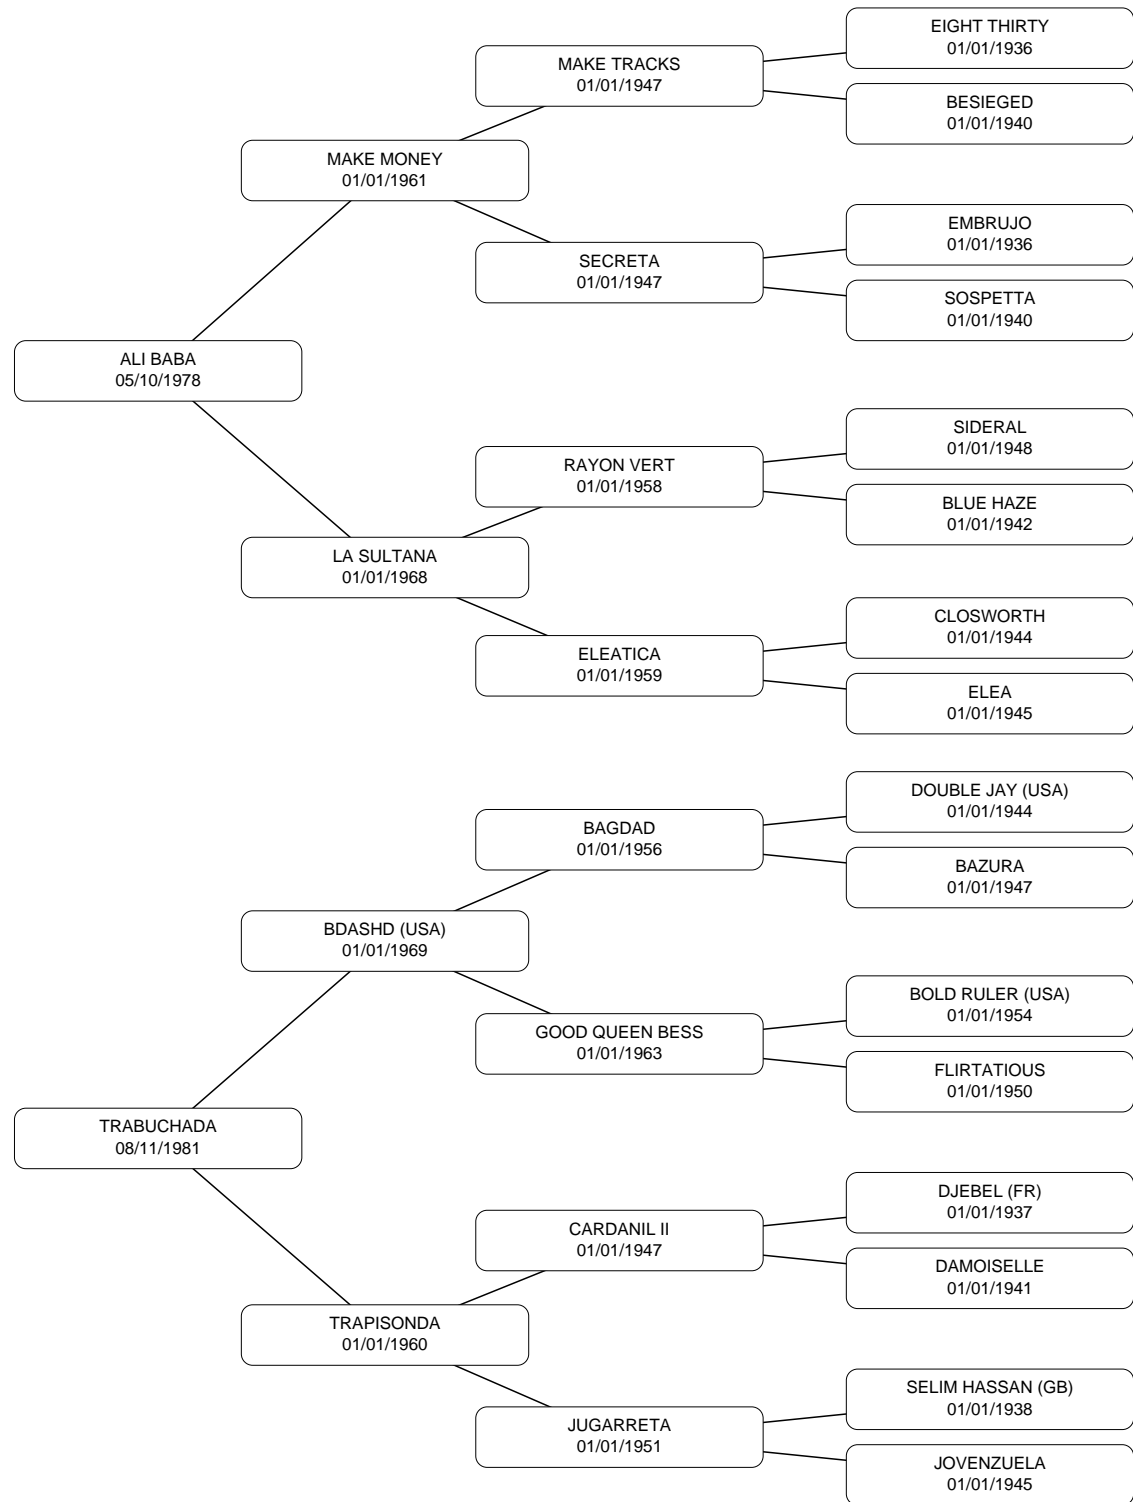 EIGHT THIRTY
01/01/1936
MAKE TRACKS
01/01/1947
BESIEGED
01/01/1940
MAKE MONEY
01/01/1961
EMBRUJO
01/01/1936
SECRETA
01/01/1947
SOSPETTA
01/01/1940
ALI BABA
05/10/1978
SIDERAL
01/01/1948
RAYON VERT
01/01/1958
BLUE HAZE
01/01/1942
LA SULTANA
01/01/1968
CLOSWORTH
01/01/1944
ELEATICA
01/01/1959
ELEA
01/01/1945
DOUBLE JAY (USA)
01/01/1944
BAGDAD
01/01/1956
BAZURA
01/01/1947
BDASHD (USA)
01/01/1969
BOLD RULER (USA)
01/01/1954
GOOD QUEEN BESS
01/01/1963
FLIRTATIOUS
01/01/1950
TRABUCHADA
08/11/1981
DJEBEL (FR)
01/01/1937
CARDANIL II
01/01/1947
DAMOISELLE
01/01/1941
TRAPISONDA
01/01/1960
SELIM HASSAN (GB)
01/01/1938
JUGARRETA
01/01/1951
JOVENZUELA
01/01/1945